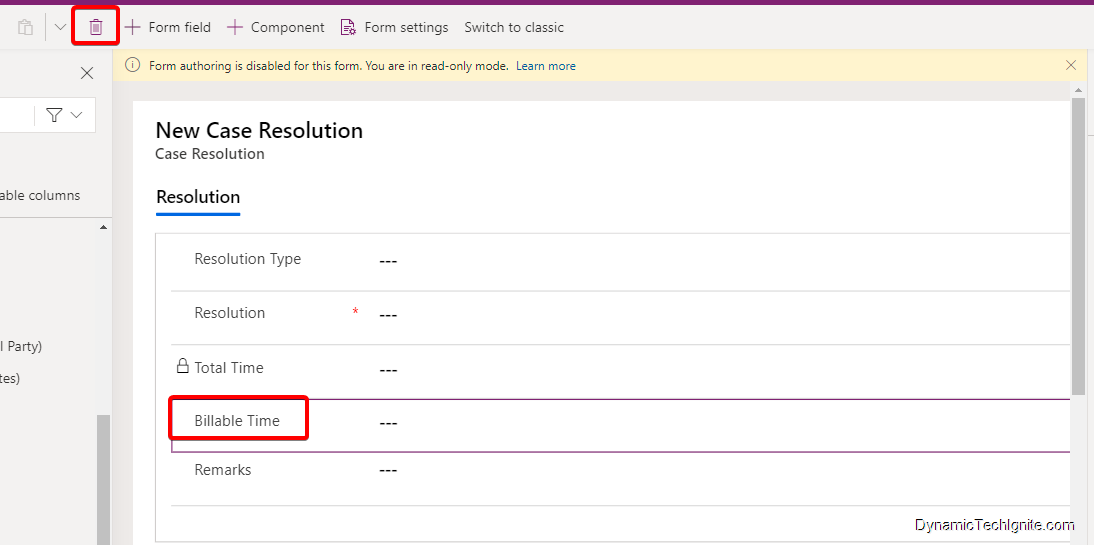 Form field Component Form settings Switch to classic
Form authoring is disabled for this form. You are in read-only mode. Learn more
New Case Resolution
Case Resolution
able columns
Resolution
Resolution Type ---
Resolution * ---
l Party)
Total Time ---
tes)
Billable Time ---
Remarks ---
DynamicTechIgnite.com